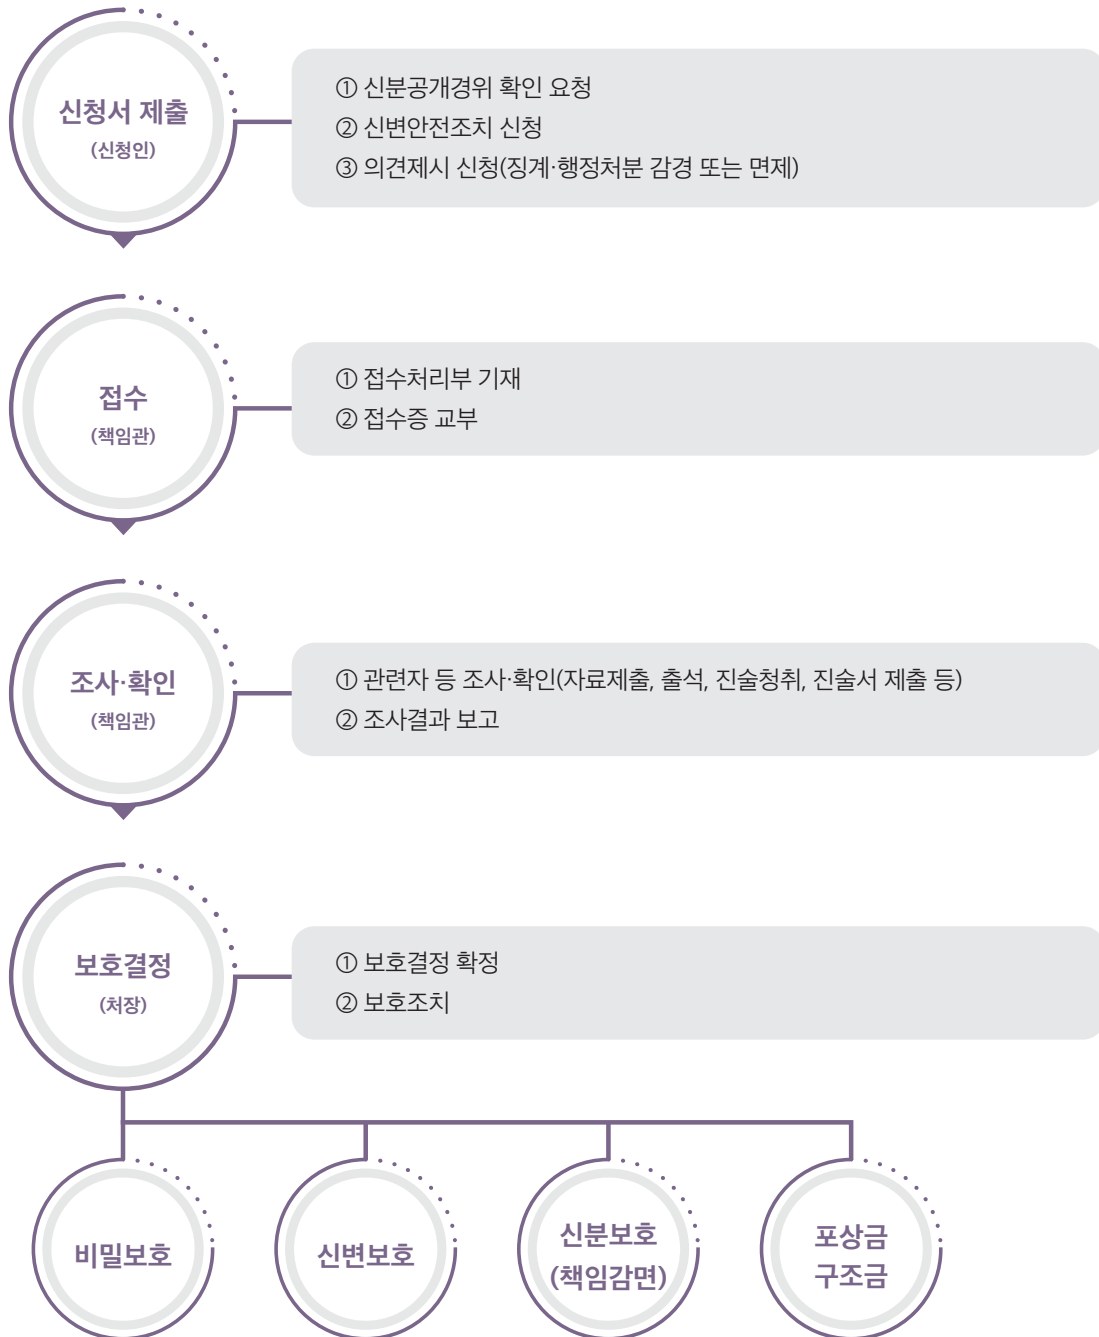 신청서 제출
(신청인)
① 신분공개경위 확인 요청
② 신변안전조치 신청
③ 의견제시 신청(징계·행정처분 감경 또는 면제)
접수
(책임관)
① 접수처리부 기재
② 접수증 교부
조사·확인
(책임관)
① 관련자 등 조사·확인(자료제출, 출석, 진술청취, 진술서 제출 등)
② 조사결과 보고
보호결정
(처장)
① 보호결정 확정
② 보호조치
비밀보호
신변보호
신분보호
(책임감면)
포상금
구조금